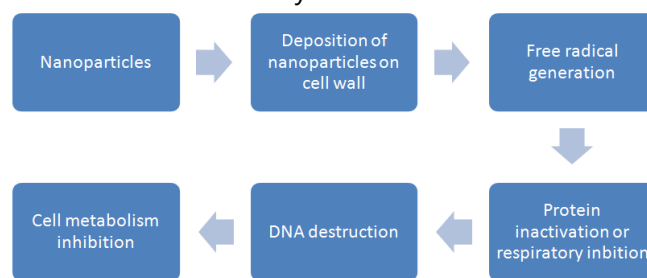 Nanoparticles
Deposition of
nanoparticles on
cell wall
Free radical
generation
Protein
inactivation or
respiratory inbition
DNA destruction
Cell metabolism
inhibition